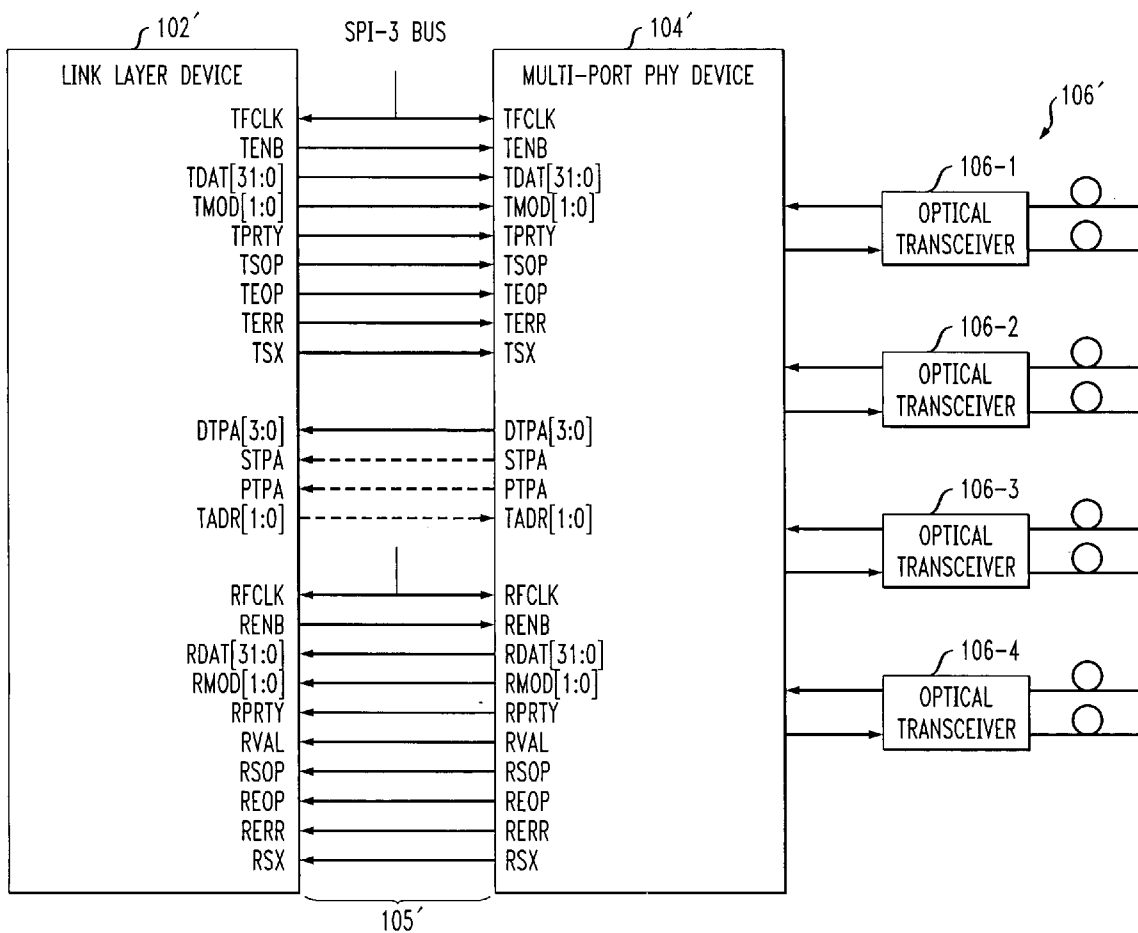 102′
SPI-3 BUS
104′
LINK LAYER DEVICE
MULTI-PORT PHY DEVICE
106′
TFCLK TFCLK
TENB TENB
TDAT[31:0] TDAT[31:0]
TMOD[1:0] TMOD[1:0]
TPRTY TPRTY
TSOP TSOP
TEOP TEOP
TERR TERR
TSX TSX
DTPA[3:0] DTPA[3:0]
STPA STPA
PTPA PTPA
TADR[1:0] TADR[1:0]
RFCLK RFCLK
RENB RENB
RDAT[31:0] RDAT[31:0]
RMOD[1:0] RMOD[1:0]
RPRTY RPRTY
RVAL RVAL
RSOP RSOP
REOP REOP
RERR RERR
RSX RSX
105′
106-1
OPTICAL
TRANSCEIVER
106-2
OPTICAL
TRANSCEIVER
106-3
OPTICAL
TRANSCEIVER
106-4
OPTICAL
TRANSCEIVER